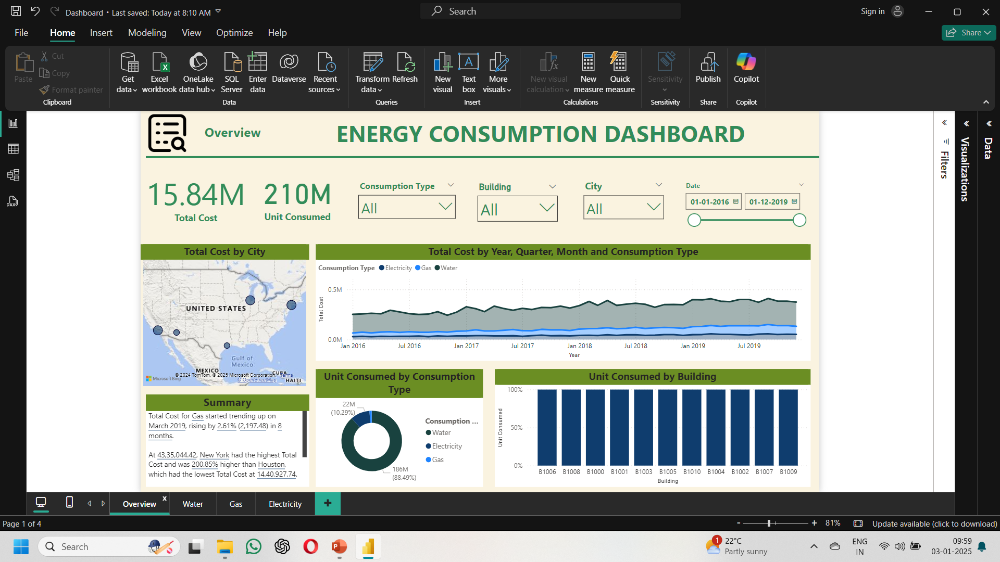 Dashboard • Last saved: Today at 8:10 AM
Search
Sign in
File Home Insert Modeling View Optimize Help
Share
Paste
Cut
Copy
Format painter
Clipboard
Get data
Excel workbook
OneLake data hub
SQL Server
Enter data
Dataverse
Recent sources
Data
Transform data
Refresh
Queries
New visual
Text box
More visuals
Insert
New visual calculation
New measure
Quick measure
Calculations
Sensitivity
Sensitivity
Publish
Share
Copilot
Copilot
DAX
Overview
ENERGY CONSUMPTION DASHBOARD
15.84M
Total Cost
210M
Unit Consumed
Consumption Type
All
Building
All
City
All
Date
01-01-2016
01-12-2019
Filters
Visualizations
Data
Total Cost by City
UNITED STATES
Gulf of
Mexico
MEXICO
CUBA
HAITI
Microsoft Bing
© 2024 TomTom, © 2025 Microsoft Corporation, Terms
© OpenStreetMap
Total Cost by Year, Quarter, Month and Consumption Type
Consumption Type Electricity Gas Water
Total Cost
0.5M
0.0M
Jan 2016 Jul 2016 Jan 2017 Jul 2017 Jan 2018 Jul 2018 Jan 2019 Jul 2019
Year
Summary
Total Cost for Gas started trending up on
March 2019, rising by 2.61% (2,197.48) in 8
months.
At 43,35,044.42, New York had the highest Total
Cost and was 200.85% higher than Houston,
which had the lowest Total Cost at 14,40,927.74.
Unit Consumed by Consumption
Type
22M
(10.29%)
186M
(88.49%)
Consumption ...
Water
Electricity
Gas
Unit Consumed by Building
Unit Consumed
100%
50%
0%
B1006 B1008 B1000 B1001 B1003 B1005 B1010 B1004 B1002 B1007 B1009
Building
Overview x
Water
Gas
Electricity
+
Page 1 of 4
- + 81%
Update available (click to download)
Search
1
22°C
Partly sunny
ENG
IN
09:59
03-01-2025